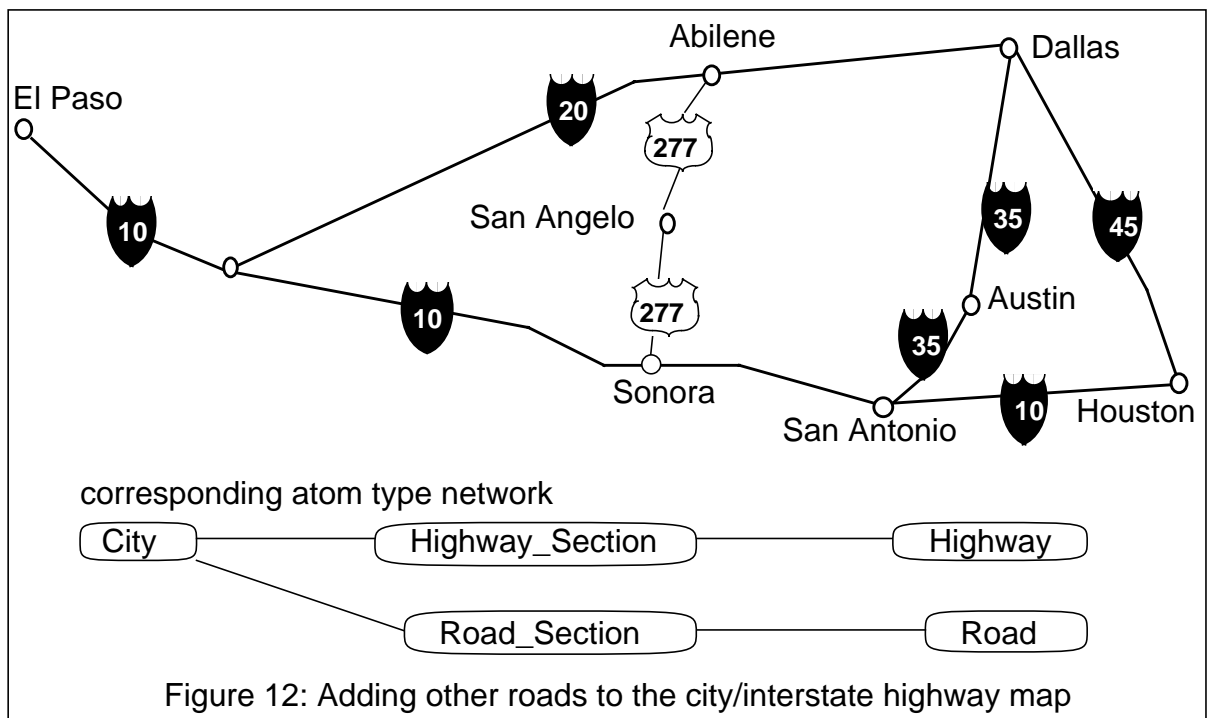 Abilene
Dallas
El Paso
20
277
San Angelo
10
35
45
10
277
Austin
35
Sonora
10
Houston
San Antonio
corresponding atom type network
City
Highway_Section
Highway
Road_Section
Road
Figure 12: Adding other roads to the city/interstate highway map